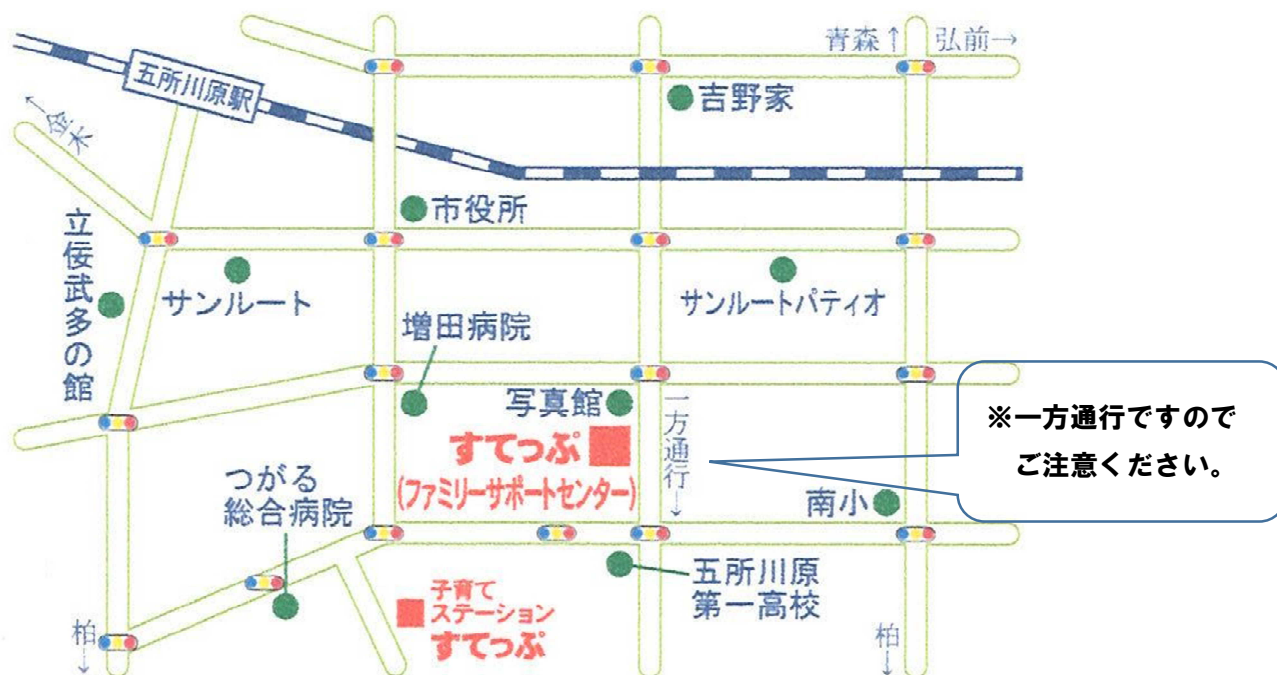 青森↑
弘前→
五所川原駅
吉野家
←金木
市役所
立佞武多の館
サンルート
サンルートパティオ
増田病院
写真館
一方通行↓
すてっぷ
(ファミリーサポートセンター)
※一方通行ですので
ご注意ください。
つがる
総合病院
南小
五所川原
第一高校
子育て
ステーション
すてっぷ
柏↓
柏↓